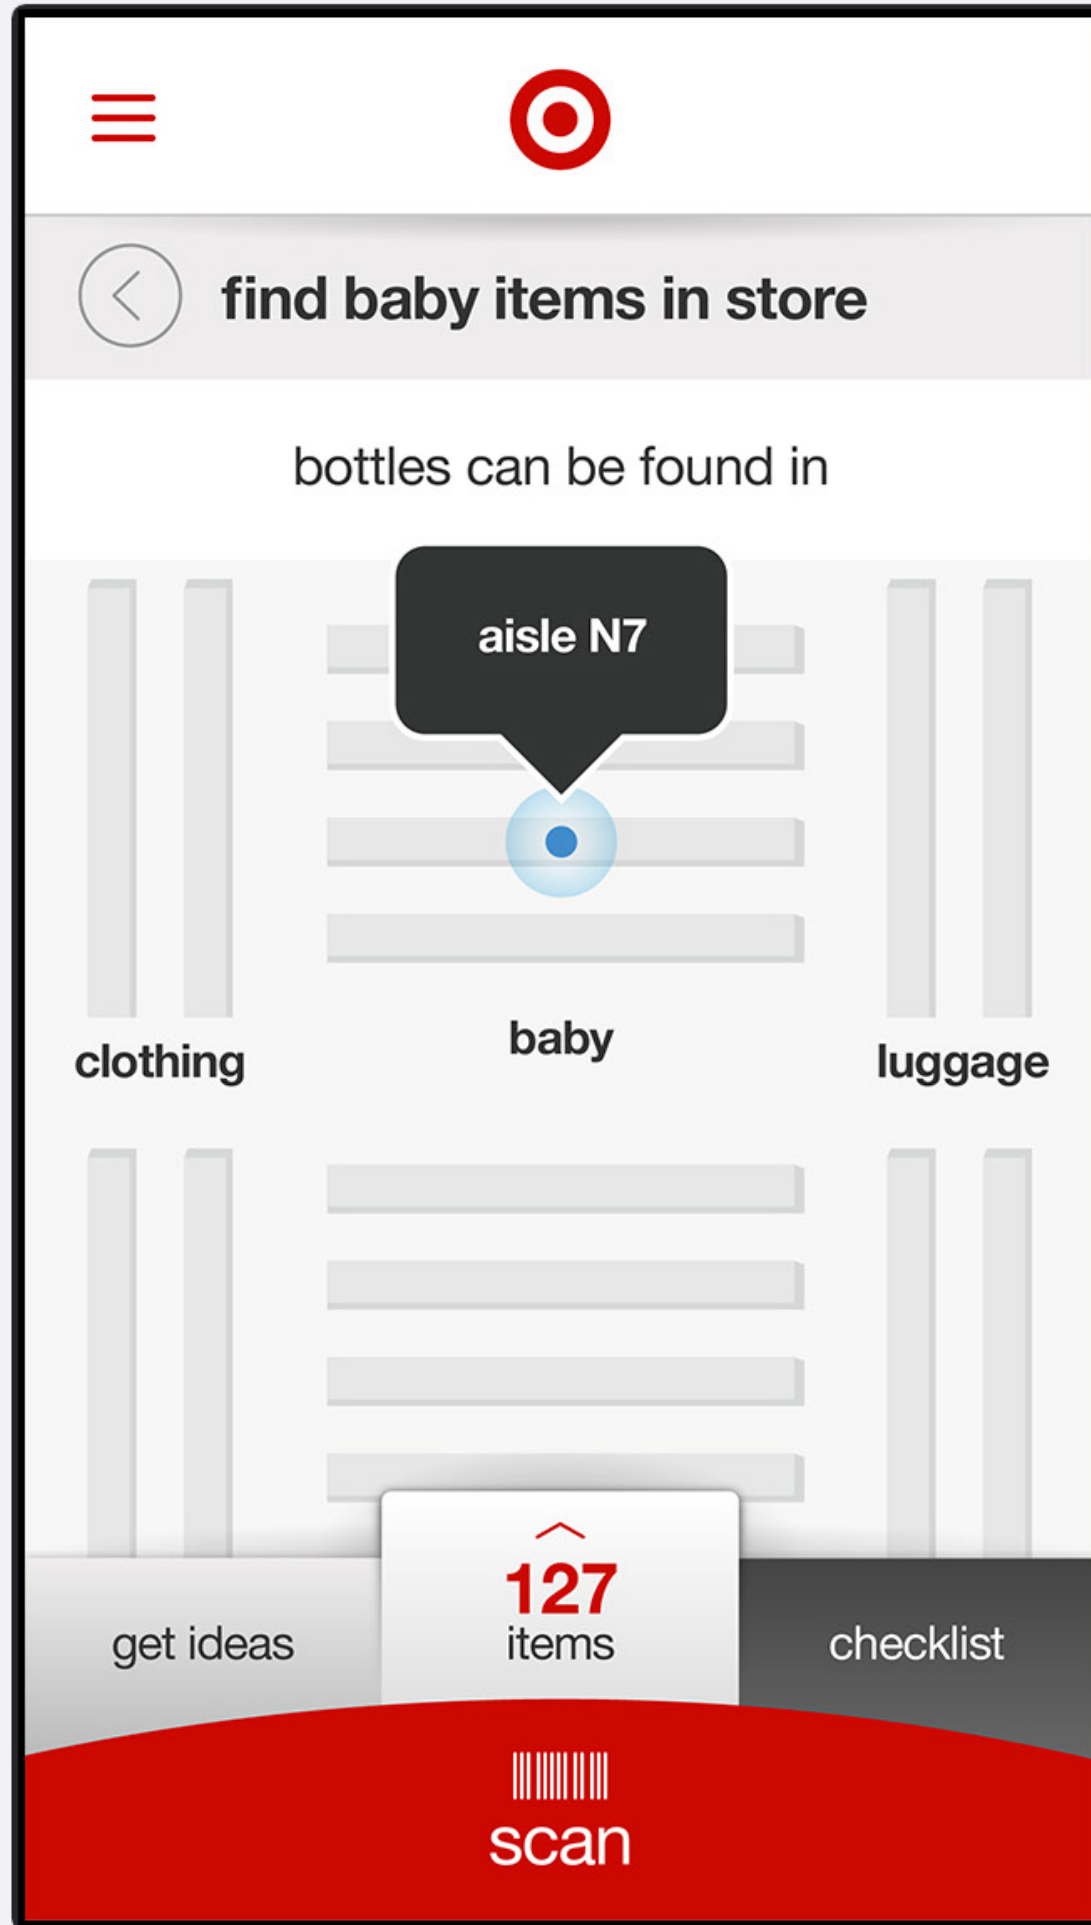 find baby items in store
bottles can be found in
aisle N7
clothing
baby
luggage
get ideas
127
items
checklist
scan